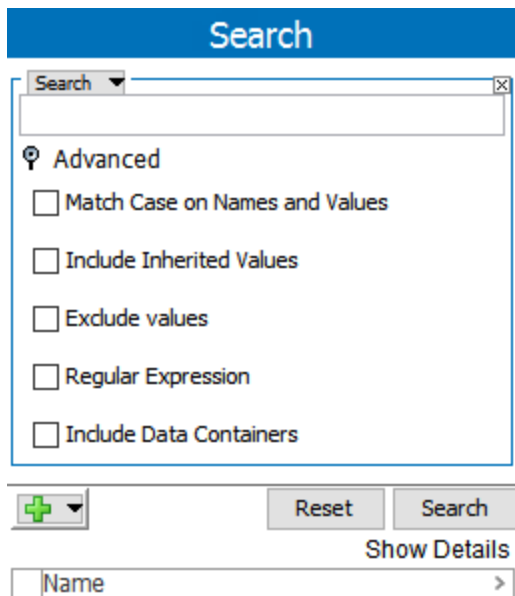 Search
Search
Advanced
Match Case on Names and Values
Include Inherited Values
Exclude values
Regular Expression
Include Data Containers
Reset Search
Show Details
Name >